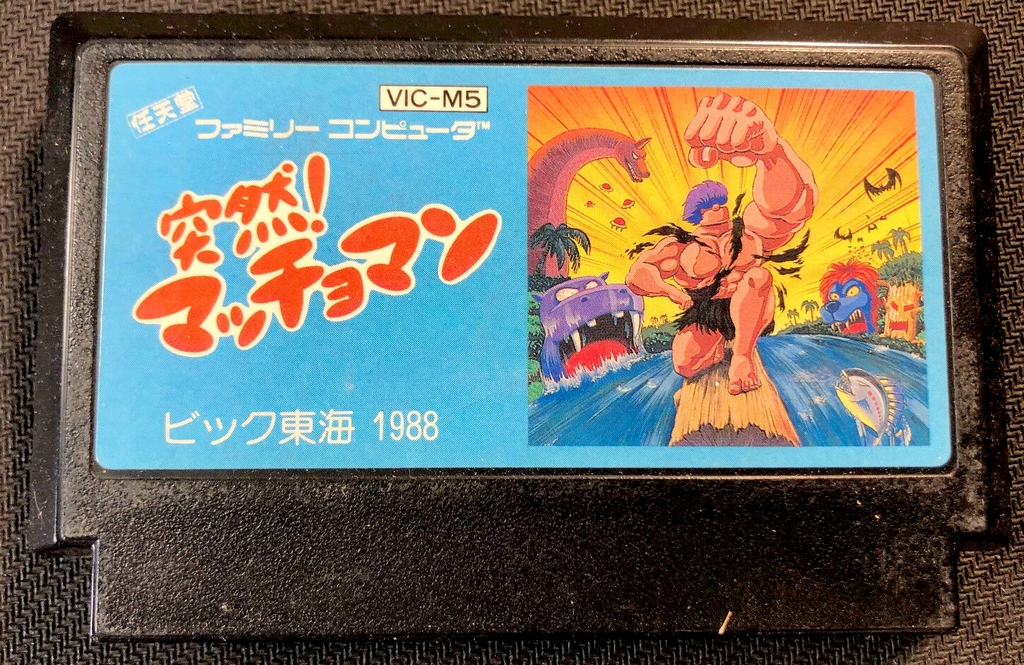 任天堂
VIC-M5
ファミリー コンピュータ™
突然!
マッチョマン
ビック東海 1988